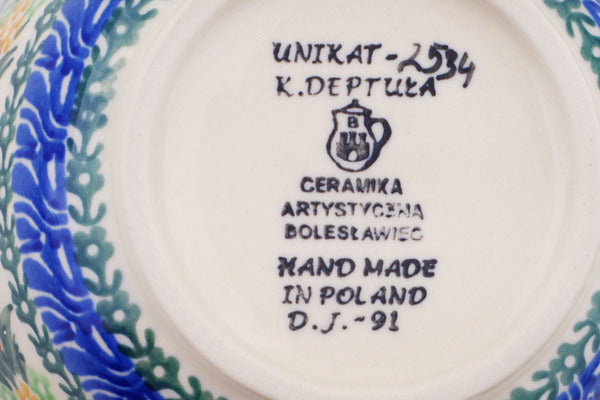 UNIKAT-2534
K.DEPTUŁA
B
CERAMIKA
ARTYSTYCZNA
BOLESŁAWIEC
HAND MADE
IN POLAND
D.J.-91